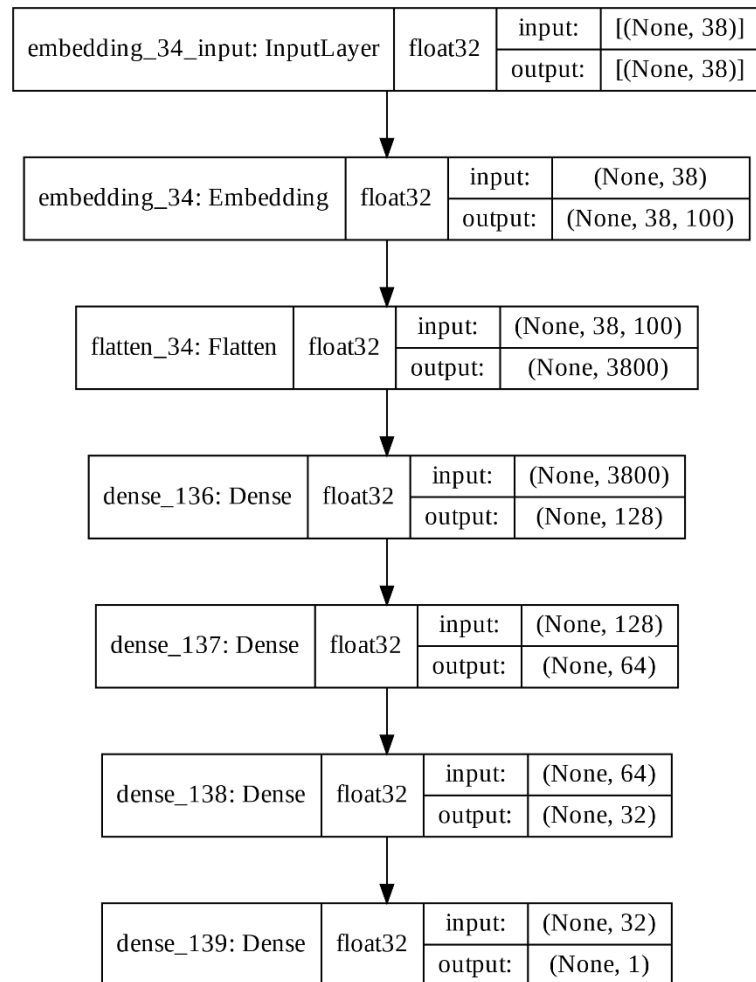 embedding_34_input: InputLayer float32 input: [(None, 38)]
output: [(None, 38)]
embedding_34: Embedding float32 input: (None, 38)
output: (None, 38, 100)
flatten_34: Flatten float32 input: (None, 38, 100)
output: (None, 3800)
dense_136: Dense float32 input: (None, 3800)
output: (None, 128)
dense_137: Dense float32 input: (None, 128)
output: (None, 64)
dense_138: Dense float32 input: (None, 64)
output: (None, 32)
dense_139: Dense float32 input: (None, 32)
output: (None, 1)